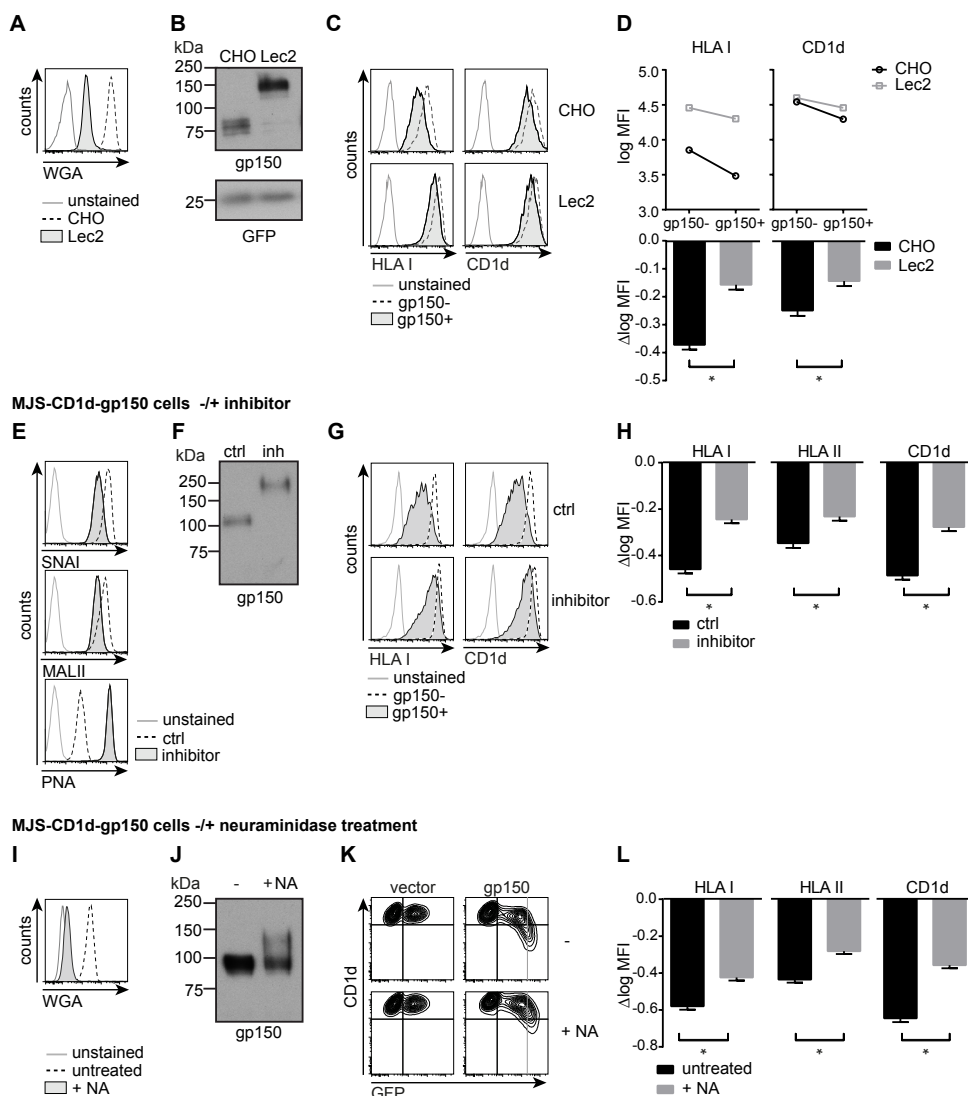 A
counts
WGA
unstained
CHO
Lec2
B
kDa
CHO Lec2
250
150
100
75
gp150
25
GFP
C
counts
CHO
Lec2
HLA I
CD1d
unstained
gp150-
gp150+
D
HLA I
CD1d
CHO
Lec2
log MFI
5.0
4.5
4.0
3.5
3.0
gp150- gp150+
gp150- gp150+
ΔlogMFI
0.0
-0.1
-0.2
-0.3
-0.4
-0.5
CHO
Lec2
*
*
MJS-CD1d-gp150 cells -/+ inhibitor
E
counts
SNAI
counts
MALII
PNA
unstained
ctrl
inhibitor
F
kDa
ctrl inh
250
150
100
75
gp150
G
counts
ctrl
inhibitor
HLA I
CD1d
unstained
gp150-
gp150+
H
HLA I
HLA II
CD1d
Δlog MFI
0.0
-0.2
-0.4
-0.6
*
*
*
ctrl
inhibitor
MJS-CD1d-gp150 cells -/+ neuraminidase treatment
I
counts
WGA
unstained
untreated
+ NA
J
kDa
- + NA
250
150
100
75
gp150
K
vector
gp150
-
+ NA
CD1d
GFP
L
HLA I
HLA II
CD1d
Δlog MFI
0.0
-0.2
-0.4
-0.6
-0.8
*
*
*
untreated
+ NA